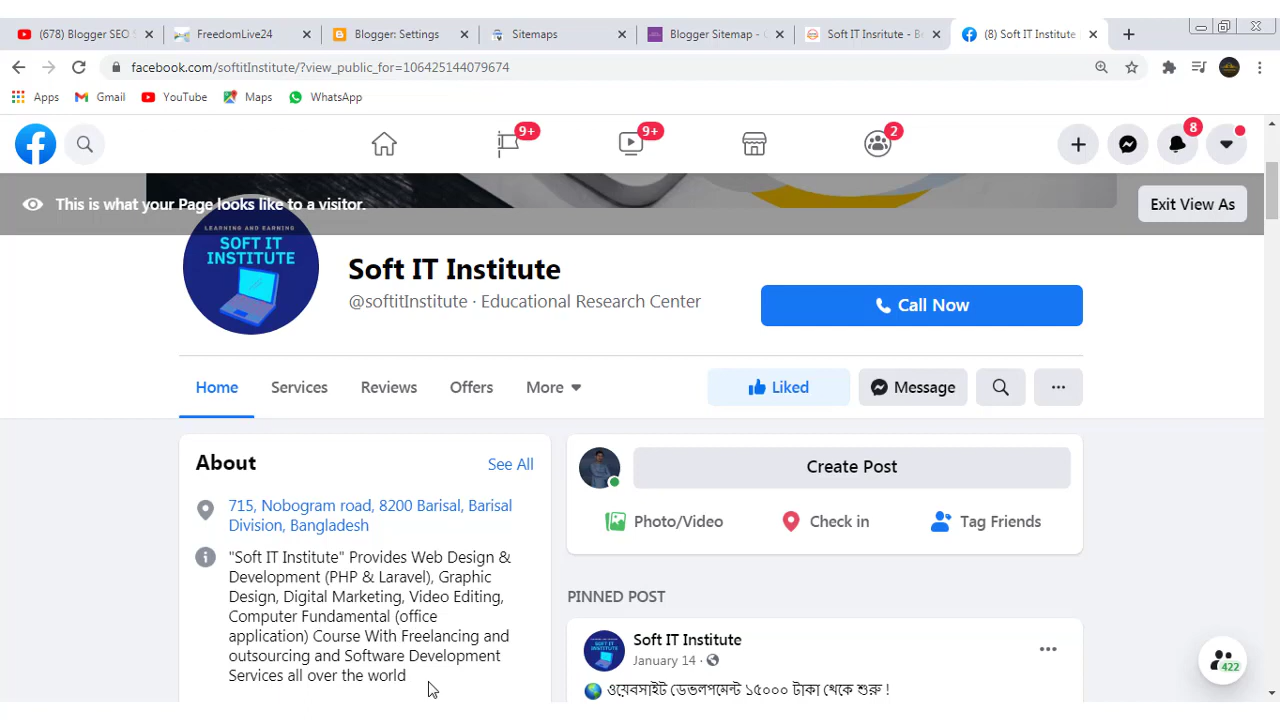 (678) Blogger SEO S
FreedomLive24
Blogger: Settings
Sitemaps
Blogger Sitemap - C
Soft IT Insritute - Be
(8) Soft IT Institute
facebook.com/softitInstitute/?view_public_for=106425144079674
Apps
Gmail
YouTube
Maps
WhatsApp
9+
9+
2
8
This is what your Page looks like to a visitor.
Exit View As
LEARNING AND EARNING
SOFT IT
INSTITUTE
Soft IT Institute
@softitInstitute · Educational Research Center
Call Now
Home
Services
Reviews
Offers
More
Liked
Message
About
See All
715, Nobogram road, 8200 Barisal, Barisal
Division, Bangladesh
"Soft IT Institute" Provides Web Design &
Development (PHP & Laravel), Graphic
Design, Digital Marketing, Video Editing,
Computer Fundamental (office
application) Course With Freelancing and
outsourcing and Software Development
Services all over the world
Create Post
Photo/Video
Check in
Tag Friends
PINNED POST
Soft IT Institute
January 14 ·
ওয়েবসাইট ডেভলপমেন্ট ১৫০০০ টাকা থেকে শুরু !
422